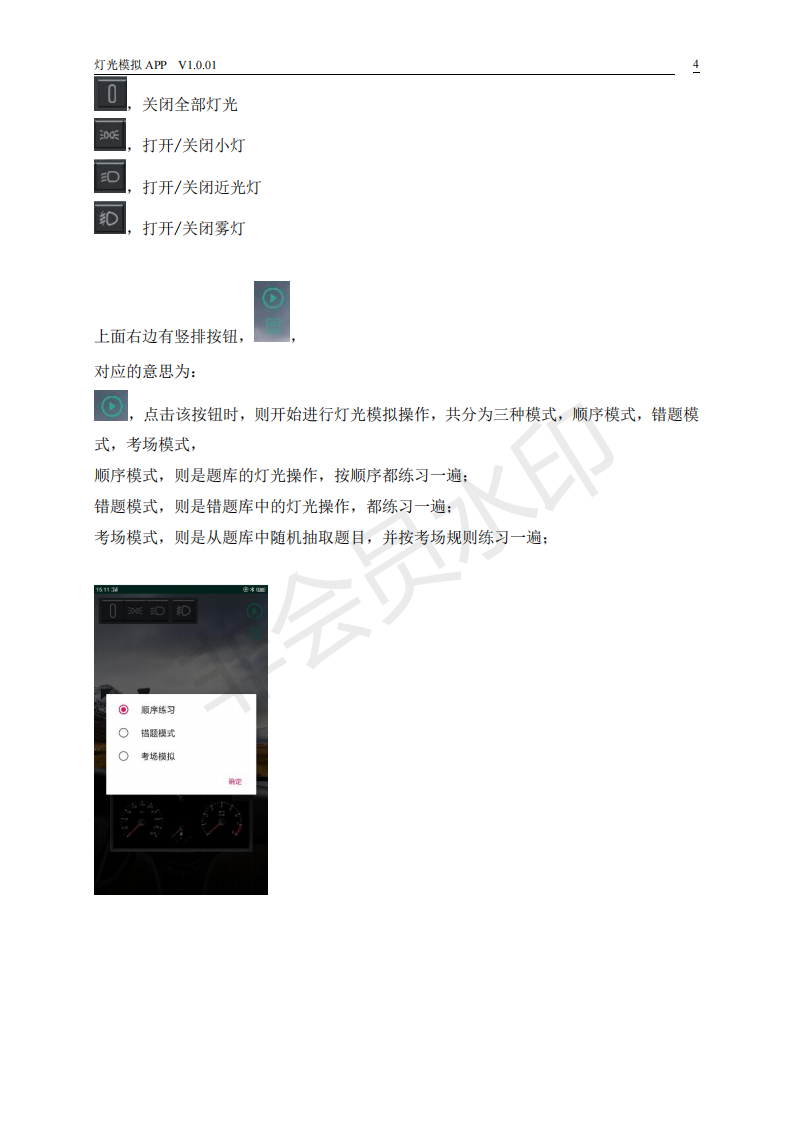 灯光模拟 APP V1.0.01 4
，关闭全部灯光
，打开/关闭小灯
，打开/关闭近光灯
，打开/关闭雾灯
上面右边有竖排按钮，，
对应的意思为：
，点击该按钮时，则开始进行灯光模拟操作，共分为三种模式，顺序模式，错题模
式，考场模式，
顺序模式，则是题库的灯光操作，按顺序都练习一遍；
错题模式，则是错题库中的灯光操作，都练习一遍；
考场模式，则是从题库中随机抽取题目，并按考场规则练习一遍；
非会员水印
15:11
顺序练习
错题模式
考场模拟
确定